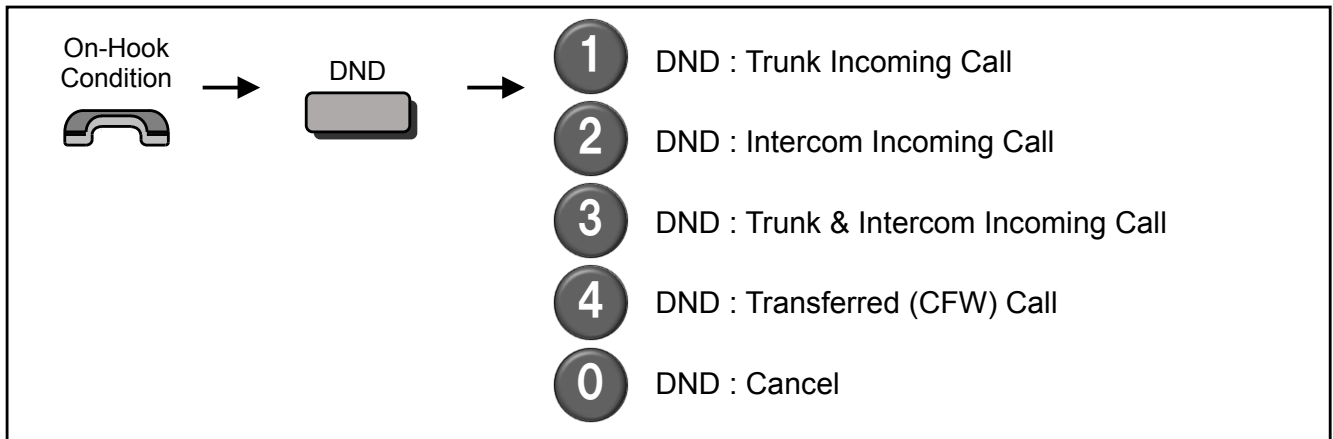 On-Hook
Condition
DND
1 DND : Trunk Incoming Call
2 DND : Intercom Incoming Call
3 DND : Trunk & Intercom Incoming Call
4 DND : Transferred (CFW) Call
0 DND : Cancel